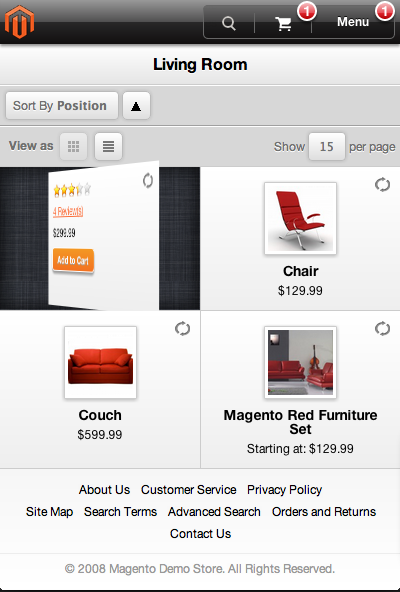 1
1
Menu
Living Room
Sort By Position
View as
Show 15 per page
4 Review(s)
$299.99
Add to Cart
Chair
$129.99
Couch
$599.99
Magento Red Furniture
Set
Starting at: $129.99
About Us Customer Service Privacy Policy
Site Map Search Terms Advanced Search Orders and Returns
Contact Us
© 2008 Magento Demo Store. All Rights Reserved.